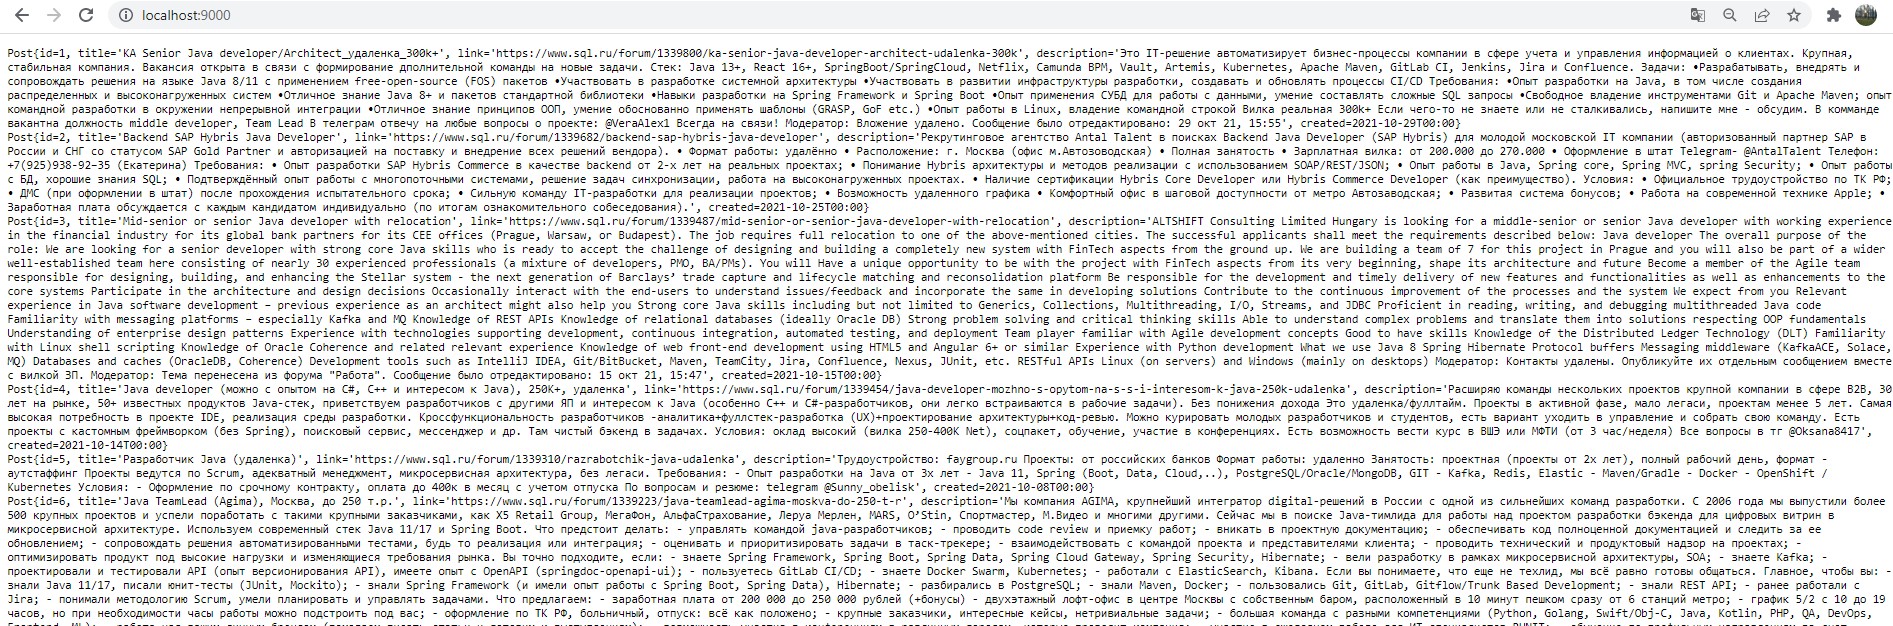 localhost:9000
Post{id=1, title='KA Senior Java developer/Architect_удаленка_300k+', link='https://www.sql.ru/forum/1339800/ka-senior-java-developer-architect-udalenka-300k', description='Это IT-решение автоматизирует бизнес-процессы компании в сфере учета и управления информацией о клиентах. Крупная,
стабильная компания. Вакансия открыта в связи с формирование дполнительной команды на новые задачи. Стек: Java 13+, React 16+, SpringBoot/SpringCloud, Netflix, Camunda BPM, Vault, Artemis, Kubernetes, Apache Maven, GitLab CI, Jenkins, Jira и Confluence. Задачи: •Разрабатывать, внедрять и
сопровождать решения на языке Java 8/11 с применением free-open-source (FOS) пакетов •Участвовать в разработке системной архитектуры •Участвовать в развитии инфраструктуры разработки, создавать и обновлять процессы CI/CD Требования: •Опыт разработки на Java, в том числе создания
распределенных и высоконагруженных систем •Отличное знание Java 8+ и пакетов стандартной библиотеки •Навыки разработки на Spring Framework и Spring Boot •Опыт применения СУБД для работы с данными, умение составлять сложные SQL запросы •Свободное владение инструментами Git и Apache Maven; опыт
командной разработки в окружении непрерывной интеграции •Отличное знание принципов ООП, умение обоснованно применять шаблоны (GRASP, GoF etc.) •Опыт работы в Linux, владение командной строкой Вилка реальная 300к+ Если чего-то не знаете или не сталкивались, напишите мне - обсудим. В комманде
вакантна должность middle developer, Team Lead В телеграм отвечу на любые вопросы о проекте: @VeraAlex1 Всегда на связи! Модератор: Вложение удалено. Сообщение было отредактировано: 29 окт 21, 15:55', created=2021-10-29T00:00}
Post{id=2, title='Backend SAP Hybris Java Developer', link='https://www.sql.ru/forum/1339682/backend-sap-hybris-java-developer', description='Рекрутинговое агентство Antal Talent в поисках Backend Java Developer (SAP Hybris) для молодой московской IT компании (авторизованный партнер SAP в
России и СНГ со статусом SAP Gold Partner и авторизацией на поставку и внедрение всех решений вендора). • Формат работы: удалённо • Расположение: г. Москва (офис м.Автозоводская) • Полная занятость • Зарплатная вилка: от 200.000 до 270.000 • Оформление в штат Telegram- @AntalTalent Телефон:
+7(925)938-92-35 (Екатерина) Требования: • Опыт разработки SAP Hybris Commerce в качестве backend от 2-х лет на реальных проектах; • Понимание Hybris архитектуры и методов реализации с использованием SOAP/REST/JSON; • Опыт работы в Java, Spring core, Spring MVC, spring Security; • Опыт работы
с БД, хорошие знания SQL; • Подтверждённый опыт работы с многопоточными системами, решение задач синхронизации, работа на высоконагруженных проектах. • Наличие сертификации Hybris Core Developer или Hybris Commerce Developer (как преимущество). Условия: • Официальное трудоустройство по ТК РФ;
• ДМС (при оформлении в штат) после прохождения испытательного срока; • Сильную команду IT-разработки для реализации проектов; • Возможность удаленного графика • Комфортный офис в шаговой доступности от метро Автозаводская; • Развитая система бонусов; • Работа на современной технике Apple; •
Заработная плата обсуждается с каждым кандидатом индивидуально (по итогам ознакомительного собеседования).', created=2021-10-25T00:00}
Post{id=3, title='Mid-senior or senior Java developer with relocation', link='https://www.sql.ru/forum/1339487/mid-senior-or-senior-java-developer-with-relocation', description='ALTSHIFT Consulting Limited Hungary is looking for a middle-senior or senior Java developer with working experience
in the financial industry for its global bank partners for its CEE offices (Prague, Warsaw, or Budapest). The job requires full relocation to one of the above-mentioned cities. The successful applicants shall meet the requirements described below: Java developer The overall purpose of the
role: We are looking for a senior developer with strong core Java skills who is ready to accept the challenge of designing and building a completely new system with FinTech aspects from the ground up. We are building a team of 7 for this project in Prague and you will also be part of a wider
well-established team here consisting of nearly 30 experienced professionals (a mixture of developers, PMO, BA/PMs). You will Have a unique opportunity to be with the project with FinTech aspects from its very beginning, shape its architecture and future Become a member of the Agile team
responsible for designing, building, and enhancing the Stellar system - the next generation of Barclays’ trade capture and lifecycle matching and reconsolidation platform Be responsible for the development and timely delivery of new features and functionalities as well as enhancements to the
core systems Participate in the architecture and design decisions Occasionally interact with the end-users to understand issues/feedback and incorporate the same in developing solutions Contribute to the continuous improvement of the processes and the system We expect from you Relevant
experience in Java software development – previous experience as an architect might also help you Strong core Java skills including but not limited to Generics, Collections, Multithreading, I/O, Streams, and JDBC Proficient in reading, writing, and debugging multithreaded Java code
Familiarity with messaging platforms – especially Kafka and MQ Knowledge of REST APIs Knowledge of relational databases (ideally Oracle DB) Strong problem solving and critical thinking skills Able to understand complex problems and translate them into solutions respecting OOP fundamentals
Understanding of enterprise design patterns Experience with technologies supporting development, continuous integration, automated testing, and deployment Team player familiar with Agile development concepts Good to have skills Knowledge of the Distributed Ledger Technology (DLT) Familiarity
with Linux shell scripting Knowledge of Oracle Coherence and related relevant experience Knowledge of web front-end development using HTML5 and Angular 6+ or similar Experience with Python development What we use Java 8 Spring Hibernate Protocol buffers Messaging middleware (KafkaACE, Solace,
MQ) Databases and caches (OracleDB, Coherence) Development tools such as IntelliJ IDEA, Git/BitBucket, Maven, TeamCity, Jira, Confluence, Nexus, JUnit, etc. RESTful APIs Linux (on servers) and Windows (mainly on desktops) Модератор: Контакты удалены. Опубликуйте их отдельным сообщением вместе
с вилкой ЗП. Модератор: Тема перенесена из форума "Работа". Сообщение было отредактировано: 15 окт 21, 15:47', created=2021-10-15T00:00}
Post{id=4, title='Java developer (можно с опытом на C#, C++ и интересом к Java), 250К+, удаленка', link='https://www.sql.ru/forum/1339454/java-developer-mozhno-s-opytom-na-s-s-i-interesom-k-java-250k-udalenka', description='Расширяю команды нескольких проектов крупной компании в сфере B2B, 30
лет на рынке, 50+ известных продуктов Java-стек, приветствуем разработчиков с другими ЯП и интересом к Java (особенно C++ и C#-разработчиков, они легко встраиваются в рабочие задачи). Без понижения дохода Это удаленка/фуллтайм. Проекты в активной фазе, мало легаси, проектам менее 5 лет. Самая
высокая потребность в проекте IDE, реализация среды разработки. Кроссфункциональность разработчиков -аналитика+фуллстек-разработка (UX)+проектирование архитектуры+код-ревью. Можно курировать молодых разработчиков и студентов, есть вариант уходить в управление и собрать свою команду. Есть
проекты с кастомным фреймворком (без Spring), поисковый сервис, мессенджер и др. Там чистый бэкенд в задачах. Условия: оклад высокий (вилка 250-400К Net), соцпакет, обучение, участие в конференциях. Есть возможность вести курс в ВШЭ или МФТИ (от 3 час/неделя) Все вопросы в тг @Oksana8417',
created=2021-10-14T00:00}
Post{id=5, title='Разработчик Java (удаленка)', link='https://www.sql.ru/forum/1339310/razrabotchik-java-udalenka', description='Трудоустройство: faygroup.ru Проекты: от российских банков Формат работы: удаленно Занятость: проектная (проекты от 2х лет), полный рабочий день, формат -
аутстаффинг Проекты ведутся по Scrum, адекватный менеджмент, микросервисная архитектура, без легаси. Требования: - Опыт разработки на Java от 3х лет - Java 11, Spring (Boot, Data, Cloud,..), PostgreSQL/Oracle/MongoDB, GIT - Kafka, Redis, Elastic - Maven/Gradle - Docker - OpenShift /
Kubernetes Условия: - Оформление по срочному контракту, оплата до 400к в месяц с учетом отпуска По вопросам и резюме: telegram @Sunny_obelisk', created=2021-10-08T00:00}
Post{id=6, title='Java TeamLead (Agima), Москва, до 250 т.р.', link='https://www.sql.ru/forum/1339223/java-teamlead-agima-moskva-do-250-t-r', description='Мы компания AGIMA, крупнейший интегратор digital-решений в России с одной из сильнейших команд разработки. С 2006 года мы выпустили более
500 крупных проектов и успели поработать с такими крупными заказчиками, как X5 Retail Group, МегаФон, АльфаСтрахование, Леруа Мерлен, MARS, O’Stin, Спортмастер, М.Видео и многими другими. Сейчас мы в поиске Java-тимлида для работы над проектом разработки бэкенда для цифровых витрин в
микросервисной архитектуре. Используем современный стек Java 11/17 и Spring Boot. Что предстоит делать: - управлять командой java-разработчиков; - проводить code review и приемку работ; - вникать в проектную документацию; - обеспечивать код полноценной документацией и следить за ее
обновлением; - сопровождать решения автоматизированными тестами, будь то реализация или интеграция; - оценивать и приоритизировать задачи в таск-трекере; - взаимодействовать с командой проекта и представителями клиента; - проводить технический и продуктовый надзор на проектах; -
оптимизировать продукт под высокие нагрузки и изменяющиеся требования рынка. Вы точно подходите, если: - знаете Spring Framework, Spring Boot, Spring Data, Spring Cloud Gateway, Spring Security, Hibernate; - вели разработку в рамках микросервисной архитектуры, SOA; - знаете Kafka; -
проектировали и тестировали API (опыт версионирования API), имеете опыт с OpenAPI (springdoc-openapi-ui); - пользуетесь GitLab CI/CD; - знаете Docker Swarm, Kubernetes; - работали с ElasticSearch, Kibana. Если вы понимаете, что еще не техлид, мы всё равно готовы общаться. Главное, чтобы вы: -
знали Java 11/17, писали юнит-тесты (JUnit, Mockito); - знали Spring Framework (и имели опыт работы с Spring Boot, Spring Data), Hibernate; - разбирались в PostgreSQL; - знали Maven, Docker; - пользовались Git, GitLab, Gitflow/Trunk Based Development; - знали REST API; - ранее работали с
Jira; - понимали методологию Scrum, умели планировать и управлять задачами. Что предлагаем: - заработная плата от 200 000 до 250 000 рублей (+бонусы) - двухэтажный лофт-офис в центре Москвы с собственным баром, расположенный в 10 минут пешком сразу от 6 станций метро; - график 5/2 с 10 до 19
часов, но при необходимости часы работы можно подстроить под вас; - оформление по ТК РФ, больничный, отпуск: всё как положено; - крупные заказчики, интересные кейсы, нетривиальные задачи; - большая команда с разными компетенциями (Python, Golang, Swift/Obj-C, Java, Kotlin, PHP, QA, DevOps,